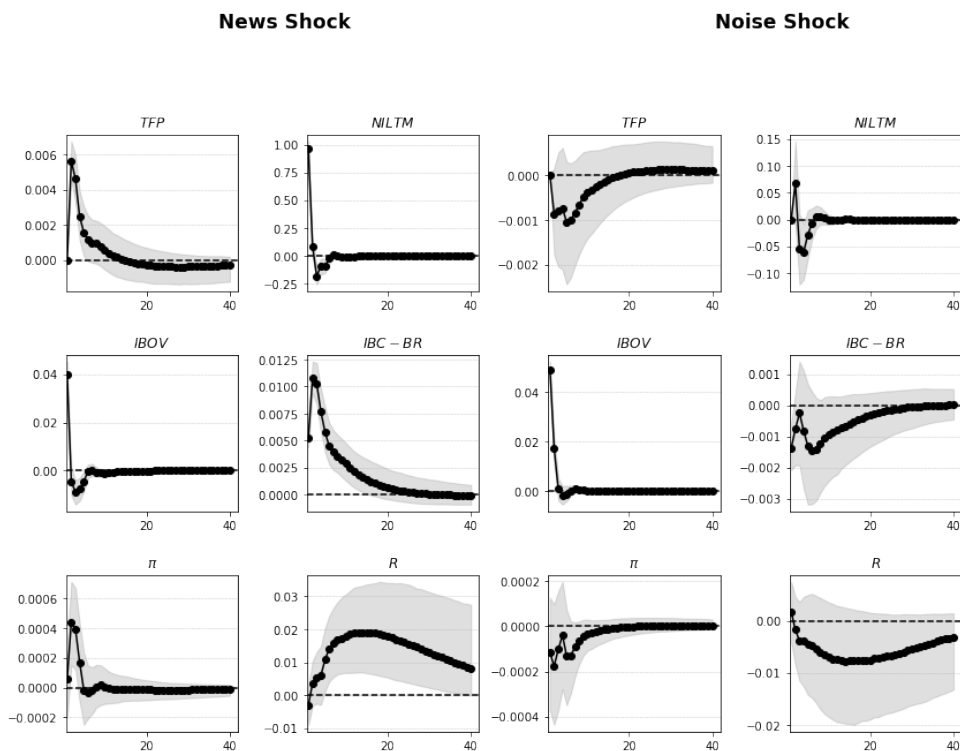 News Shock Noise Shock
TFP NILTM TFP NILTM
0.006 0.004 0.002 0.000
1.00 0.75 0.50 0.25 0.00 −0.25
0.000 −0.001 −0.002
0.15 0.10 0.05 0.00 −0.05 −0.10
20 40 20 40 20 40 20 40
IBOV IBC − BR IBOV IBC − BR
0.04 0.02 0.00
0.0125 0.0100 0.0075 0.0050 0.0025 0.0000
0.04 0.02 0.00
0.001 0.000 −0.001 −0.002 −0.003
20 40 20 40 20 40 20 40
π R π R
0.0006 0.0004 0.0002 0.0000 −0.0002
0.03 0.02 0.01 0.00 −0.01
0.0002 0.0000 −0.0002 −0.0004
0.00 −0.01 −0.02
20 40 20 40 20 40 20 40